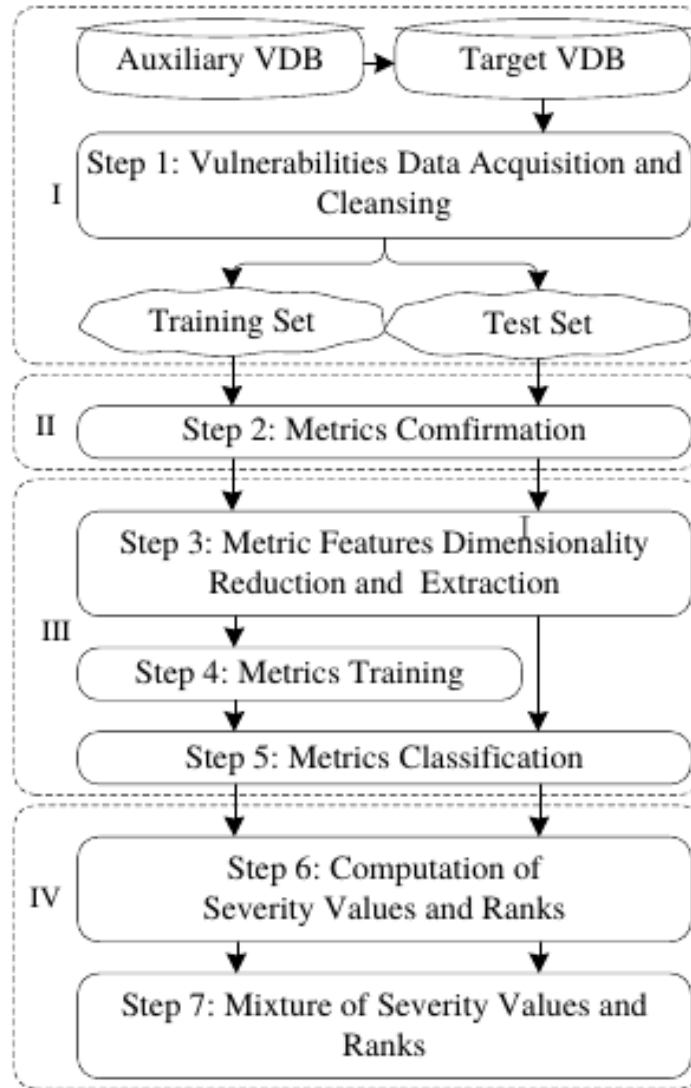 Auxiliary VDB
Target VDB
Step 1: Vulnerabilities Data Acquisition and
Cleansing
I
Training Set
Test Set
II
Step 2: Metrics Comfirmation
Step 3: Metric Features Dimensionality
Reduction and Extraction
III
Step 4: Metrics Training
Step 5: Metrics Classification
Step 6: Computation of
Severity Values and Ranks
IV
Step 7: Mixture of Severity Values and
Ranks